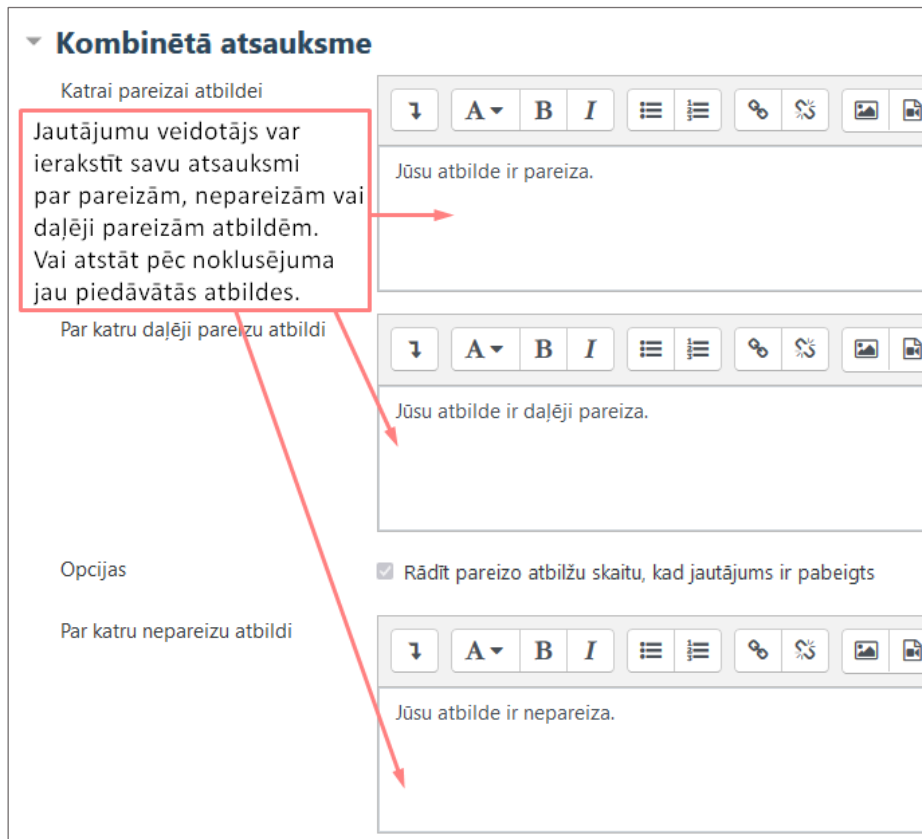 Kombinētā atsauksme
Katrai pareizai atbildei
Jautājumu veidotājs var
ierakstīt savu atsauksmi
par pareizām, nepareizām vai
daļēji pareizām atbildēm.
Vai atstāt pēc noklusējuma
jau piedāvātās atbildes.
A B I
Jūsu atbilde ir pareiza.
Par katru daļēji pareizu atbildi
A B I
Jūsu atbilde ir daļēji pareiza.
Opcijas
Rādīt pareizo atbilžu skaitu, kad jautājums ir pabeigts
Par katru nepareizu atbildi
A B I
Jūsu atbilde ir nepareiza.